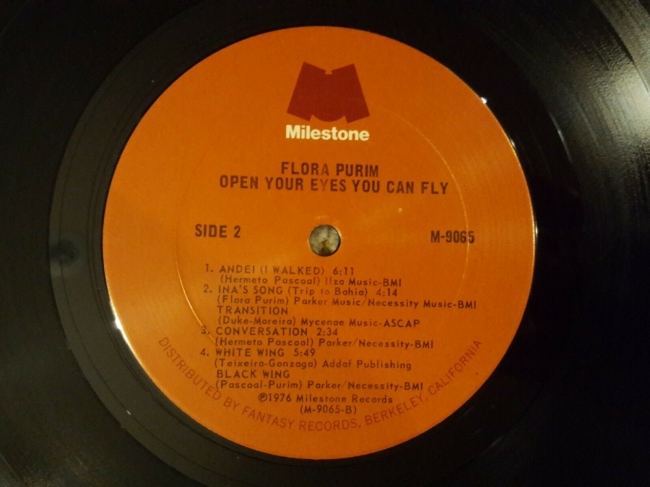 Milestone
FLORA PURIM
OPEN YOUR EYES YOU CAN FLY
SIDE 2
M-9065
1. ANDEI (I WALKED) 6:11
(Hermeto Pascoal) Ilza Music-BMI
2. INA'S SONG (Trip to Bahia) 4:14
(Flora Purim) Parker Music/Necessity Music-BMI
TRANSITION
(Duke-Moreira) Mycenae Music-ASCAP
3. CONVERSATION 2:34
(Hermeto Pascoal) Parker/Necessity-BMI
4. WHITE WING 5:49
(Teixeira-Gonzaga) Addaf Publishing
BLACK WING
(Pascoal-Purim) Parker/Necessity-BMI
℗1976 Milestone Records
(M-9065-B)
DISTRIBUTED BY FANTASY RECORDS, BERKELEY, CALIFORNIA